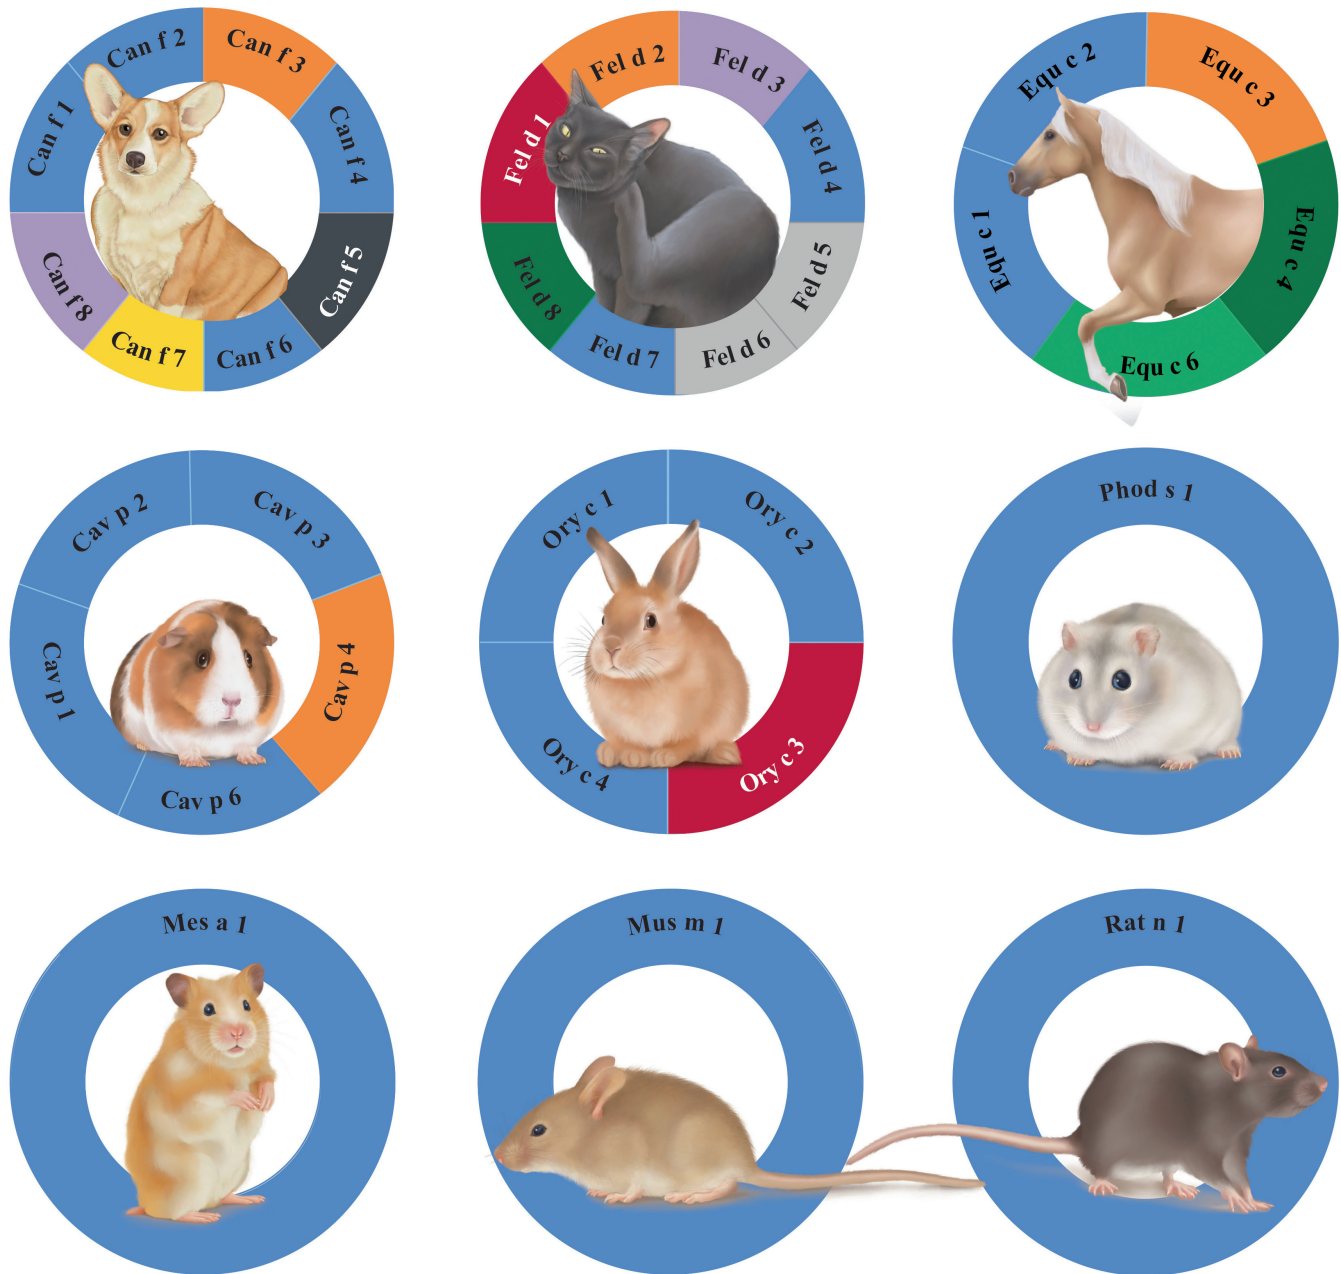 Can f 1
Can f 2
Can f 3
Can f 4
Can f 5
Can f 6
Can f 7
Can f 8
Fel d 1
Fel d 2
Fel d 3
Fel d 4
Fel d 5
Fel d 6
Fel d 7
Fel d 8
Equ c 1
Equ c 2
Equ c 3
Equ c 4
Equ c 6
Cav p 1
Cav p 2
Cav p 3
Cav p 4
Cav p 6
Ory c 1
Ory c 2
Ory c 3
Ory c 4
Phod s 1
Mes a 1
Mus m 1
Rat n 1